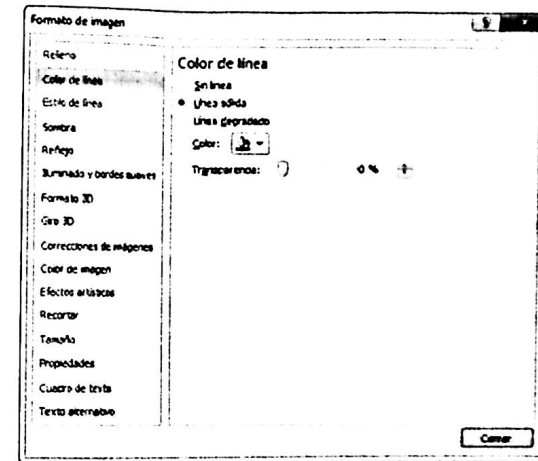 Formato de imagen
Relleno
Color de línea
Estilo de línea
Sombra
Reflejo
Iluminado y bordes suaves
Formato 3D
Giro 3D
Correcciones de imágenes
Color de imagen
Efectos artísticos
Recortar
Tamaño
Propiedades
Cuadro de texto
Texto alternativo
Color de línea
Sin línea
Línea sólida
Línea degradado
Color:
Transparencia: 0 %
Cerrar